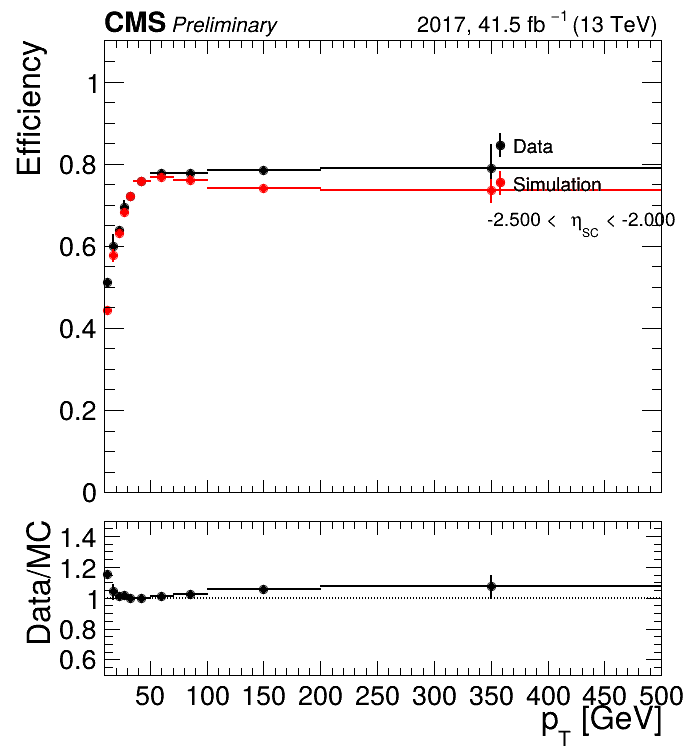 CMS Preliminary 2017, 41.5 fb⁻¹ (13 TeV)
Efficiency
1
0.8
0.6
0.4
0.2
0
Data
Simulation
-2.500 < η_SC < -2.000
Data/MC
1.4
1.2
1
0.8
0.6
50 100 150 200 250 300 350 400 450 500
p_T [GeV]